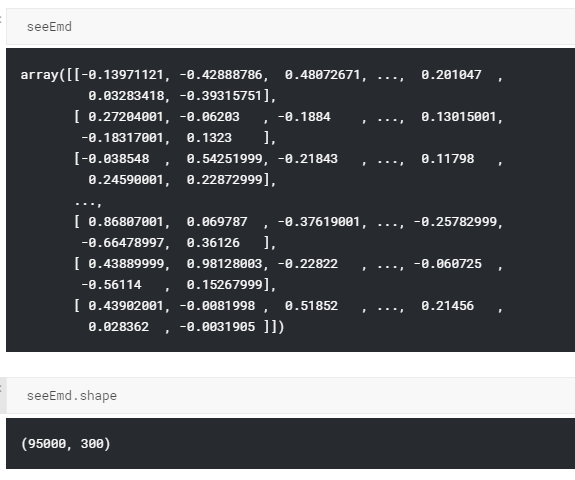 seeEmd
array([[-0.13971121, -0.42888786,  0.48072671, ...,  0.201047  ,
         0.03283418, -0.39315751],
       [ 0.27204001, -0.06203   , -0.1884    , ...,  0.13015001,
        -0.18317001,  0.1323    ],
       [-0.038548  ,  0.54251999, -0.21843   , ...,  0.11798   ,
         0.24590001,  0.22872999],
       ...,
       [ 0.86807001,  0.069787  , -0.37619001, ..., -0.25782999,
        -0.66478997,  0.36126   ],
       [ 0.43889999,  0.98128003, -0.22822   , ..., -0.060725  ,
        -0.56114   ,  0.15267999],
       [ 0.43902001, -0.0081998 ,  0.51852   , ...,  0.21456   ,
         0.028362  , -0.0031905 ]])
seeEmd.shape
(95000, 300)